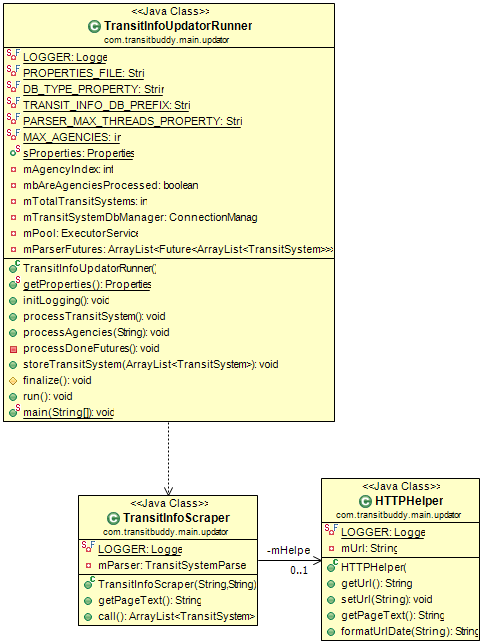 <<Java Class>>
TransitInfoUpdatorRunner
com.transitbuddy.main.updator
LOGGER: Logge
PROPERTIES_FILE: Stri
DB_TYPE_PROPERTY: Strin
TRANSIT_INFO_DB_PREFIX: Stri
PARSER_MAX_THREADS_PROPERTY: Stri
MAX_AGENCIES: ir
sProperties: Properties
mAgencyIndex: int
mbAreAgenciesProcessed: boolean
mTotalTransitSystems: in
mTransitSystemDbManager: ConnectionManag
mPool: ExecutorService
mParserFutures: ArrayList<Future<ArrayList<TransitSystem>>>
TransitInfoUpdatorRunner()
getProperties(): Properties
initLogging(): void
processTransitSystem(): void
processAgencies(String): void
processDoneFutures(): void
storeTransitSystem(ArrayList<TransitSystem>): void
finalize(): void
run(): void
main(String[]): void
<<Java Class>>
TransitInfoScraper
com.transitbuddy.main.updator
LOGGER: Logge
mParser: TransitSystemParse
TransitInfoScraper(String,String)
getPageText(): String
call(): ArrayList<TransitSystem>
-mHelpe
0..1
<<Java Class>>
HTTPHelper
com.transitbuddy.main.updator
LOGGER: Logge
mUrl: String
HTTPHelper(
getUrl(): String
setUrl(String): void
getPageText(): String
formatUrlDate(String): String